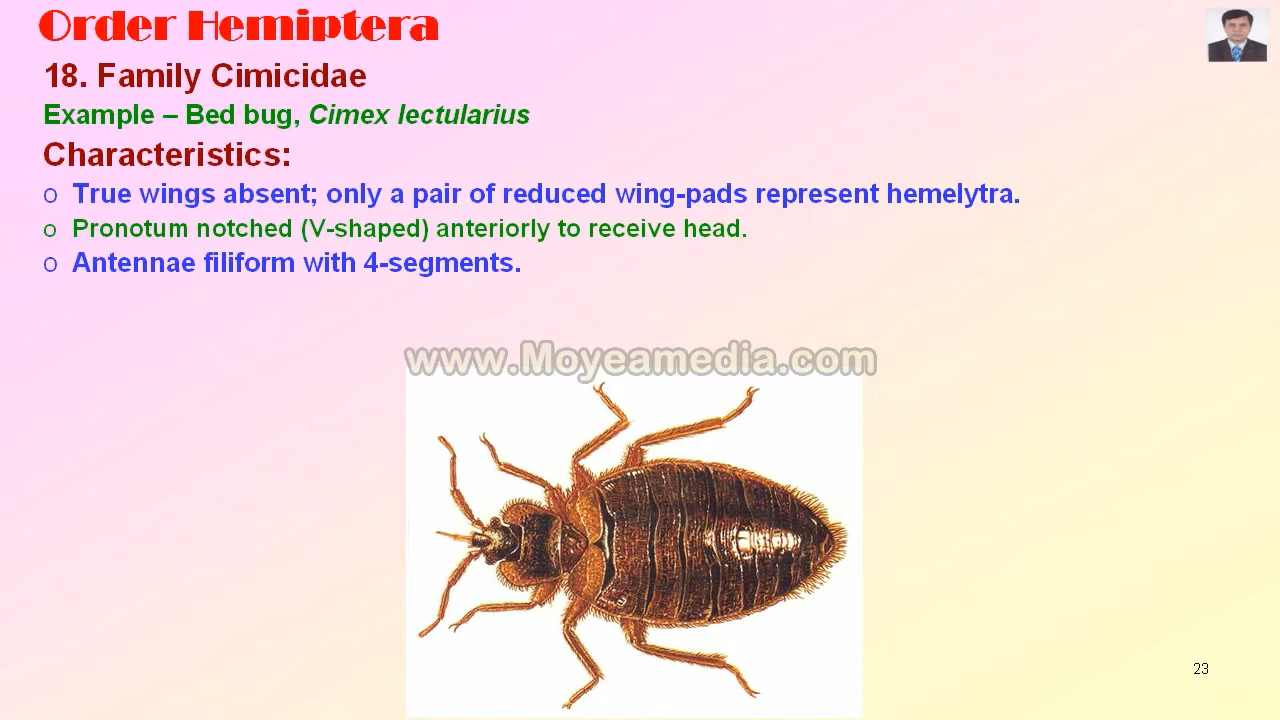 Order Hemiptera
18. Family Cimicidae
Example – Bed bug, Cimex lectularius
Characteristics:
o True wings absent; only a pair of reduced wing-pads represent hemelytra.
o Pronotum notched (V-shaped) anteriorly to receive head.
o Antennae filiform with 4-segments.
www.Moyeamedia.com
23